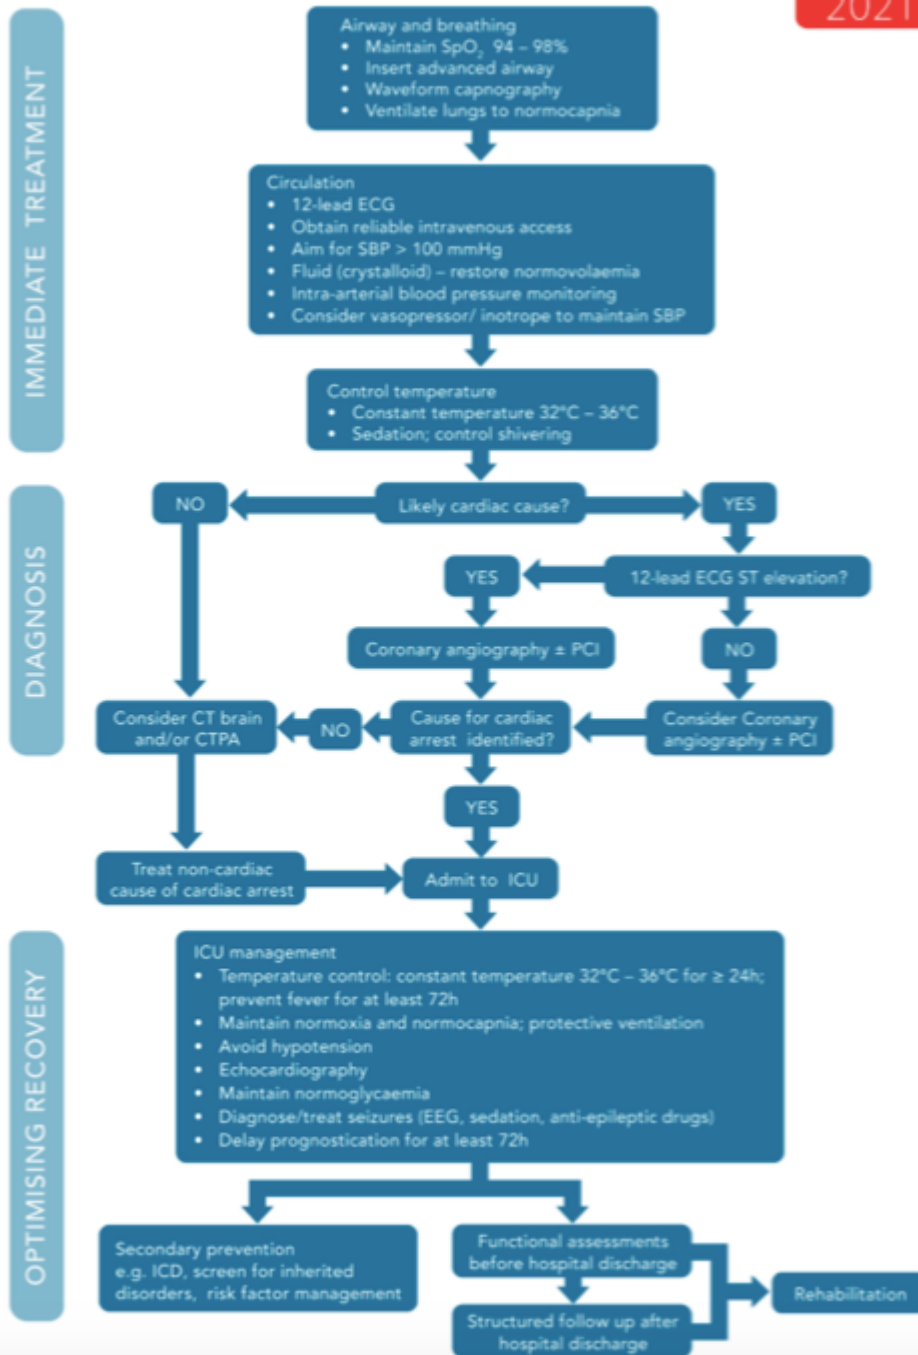 2021
IMMEDIATE TREATMENT
Airway and breathing
• Maintain SpO₂ 94 – 98%
• Insert advanced airway
• Waveform capnography
• Ventilate lungs to normocapnia
Circulation
• 12-lead ECG
• Obtain reliable intravenous access
• Aim for SBP > 100 mmHg
• Fluid (crystalloid) – restore normovolaemia
• Intra-arterial blood pressure monitoring
• Consider vasopressor/ inotrope to maintain SBP
Control temperature
• Constant temperature 32°C – 36°C
• Sedation; control shivering
DIAGNOSIS
NO
Likely cardiac cause?
YES
YES
12-lead ECG ST elevation?
Coronary angiography ± PCI
NO
Consider CT brain
and/or CTPA
NO
Cause for cardiac
arrest identified?
Consider Coronary
angiography ± PCI
YES
Treat non-cardiac
cause of cardiac arrest
Admit to ICU
OPTIMISING RECOVERY
ICU management
• Temperature control: constant temperature 32°C – 36°C for ≥ 24h;
prevent fever for at least 72h
• Maintain normoxia and normocapnia; protective ventilation
• Avoid hypotension
• Echocardiography
• Maintain normoglycaemia
• Diagnose/treat seizures (EEG, sedation, anti-epileptic drugs)
• Delay prognostication for at least 72h
Secondary prevention
e.g. ICD, screen for inherited
disorders, risk factor management
Functional assessments
before hospital discharge
Structured follow up after
hospital discharge
Rehabilitation